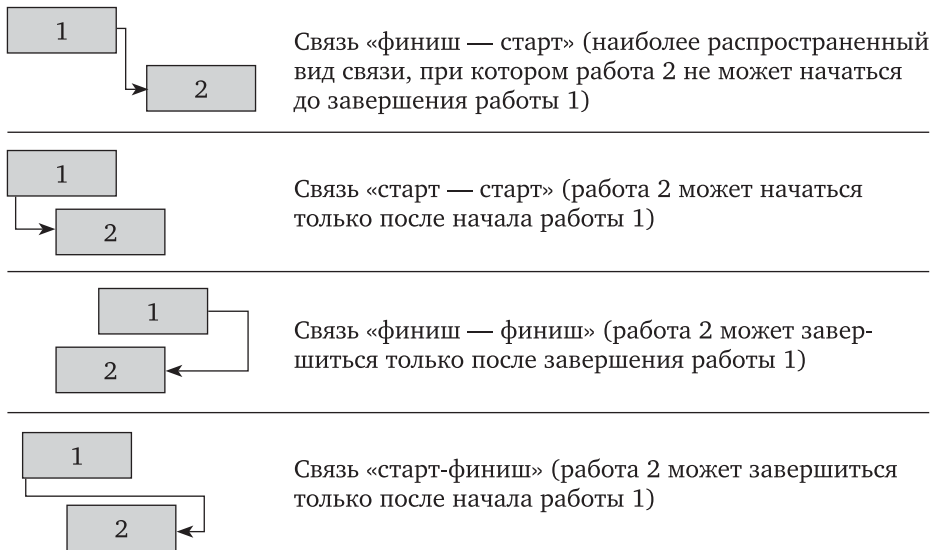 1
2
Связь «финиш — старт» (наиболее распространенный
вид связи, при котором работа 2 не может начаться
до завершения работы 1)
1
2
Связь «старт — старт» (работа 2 может начаться
только после начала работы 1)
1
2
Связь «финиш — финиш» (работа 2 может завер-
шиться только после завершения работы 1)
1
2
Связь «старт-финиш» (работа 2 может завершиться
только после начала работы 1)